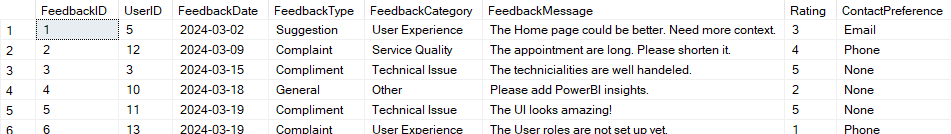 FeedbackID UserID FeedbackDate FeedbackType FeedbackCategory FeedbackMessage Rating ContactPreference
1 1 5 2024-03-02 Suggestion User Experience The Home page could be better. Need more context. 3 Email
2 2 12 2024-03-09 Complaint Service Quality The appointment are long. Please shorten it. 4 Phone
3 3 3 2024-03-15 Compliment Technical Issue The technicialities are well handeled. 5 None
4 4 10 2024-03-18 General Other Please add PowerBI insights. 2 None
5 5 11 2024-03-19 Compliment Technical Issue The UI looks amazing! 5 None
6 6 13 2024-03-19 Complaint User Experience The User roles are not set up yet. 1 Phone